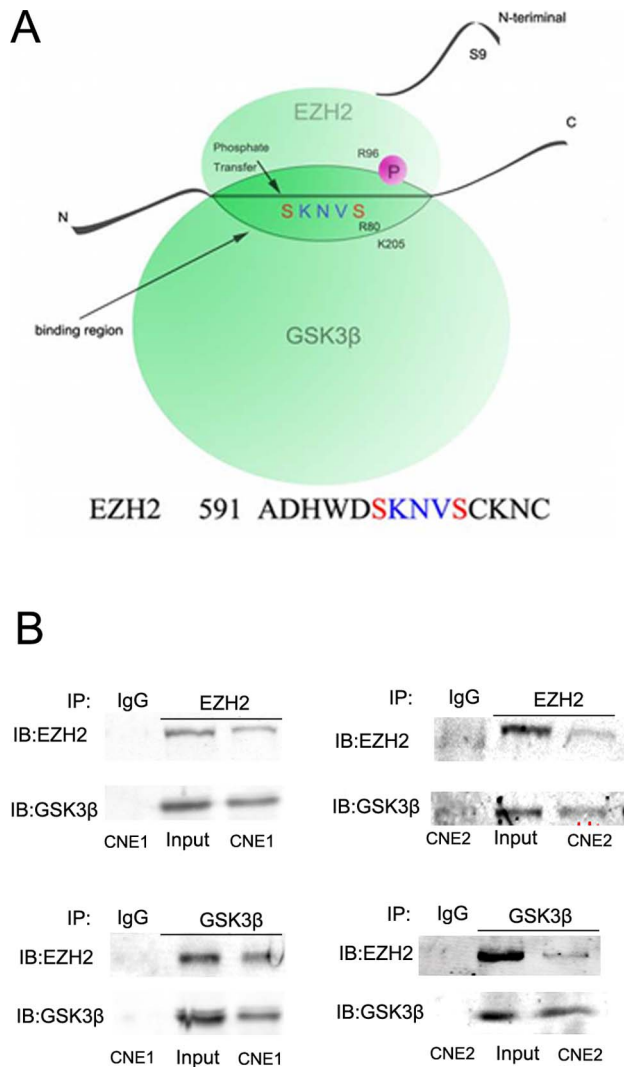 A
N-teriminal
S9
EZH2
C
Phosphate
Transfer
R96
P
N
SKNVS
R80
K205
binding region
GSK3β
EZH2 591 ADHWDSKNVSCKNC
B
IP: IgG EZH2
IB:EZH2
IB:GSK3β
CNE1 Input CNE1
IP: IgG EZH2
IB:EZH2
IB:GSK3β
CNE2 Input CNE2
IP: IgG GSK3β
IB:EZH2
IB:GSK3β
CNE1 Input CNE1
IP: IgG GSK3β
IB:EZH2
IB:GSK3β
CNE2 Input CNE2